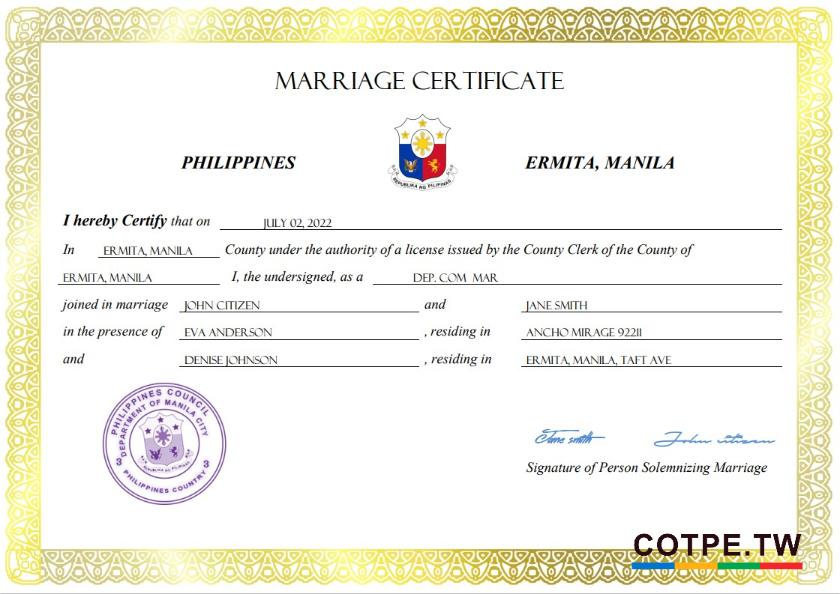 MARRIAGE CERTIFICATE
PHILIPPINES ERMITA, MANILA
REPUBLIKA NG PILIPINAS
I hereby Certify that on JULY 02, 2022
In ERMITA, MANILA County under the authority of a license issued by the County Clerk of the County of
ERMITA, MANILA I, the undersigned, as a DEP. COM MAR
joined in marriage JOHN CITIZEN and JANE SMITH
in the presence of EVA ANDERSON , residing in ANCHO MIRAGE 92211
and DENISE JOHNSON , residing in ERMITA, MANILA, TAFT AVE
PHILIPPINES COUNCIL
DEPARTMENT OF MANILA CITY
REPUBLIKA NG PILIPINAS
3 PHILIPPINES COUNTRY 3
Jane smith John citizen
Signature of Person Solemnizing Marriage
COTPE.TW